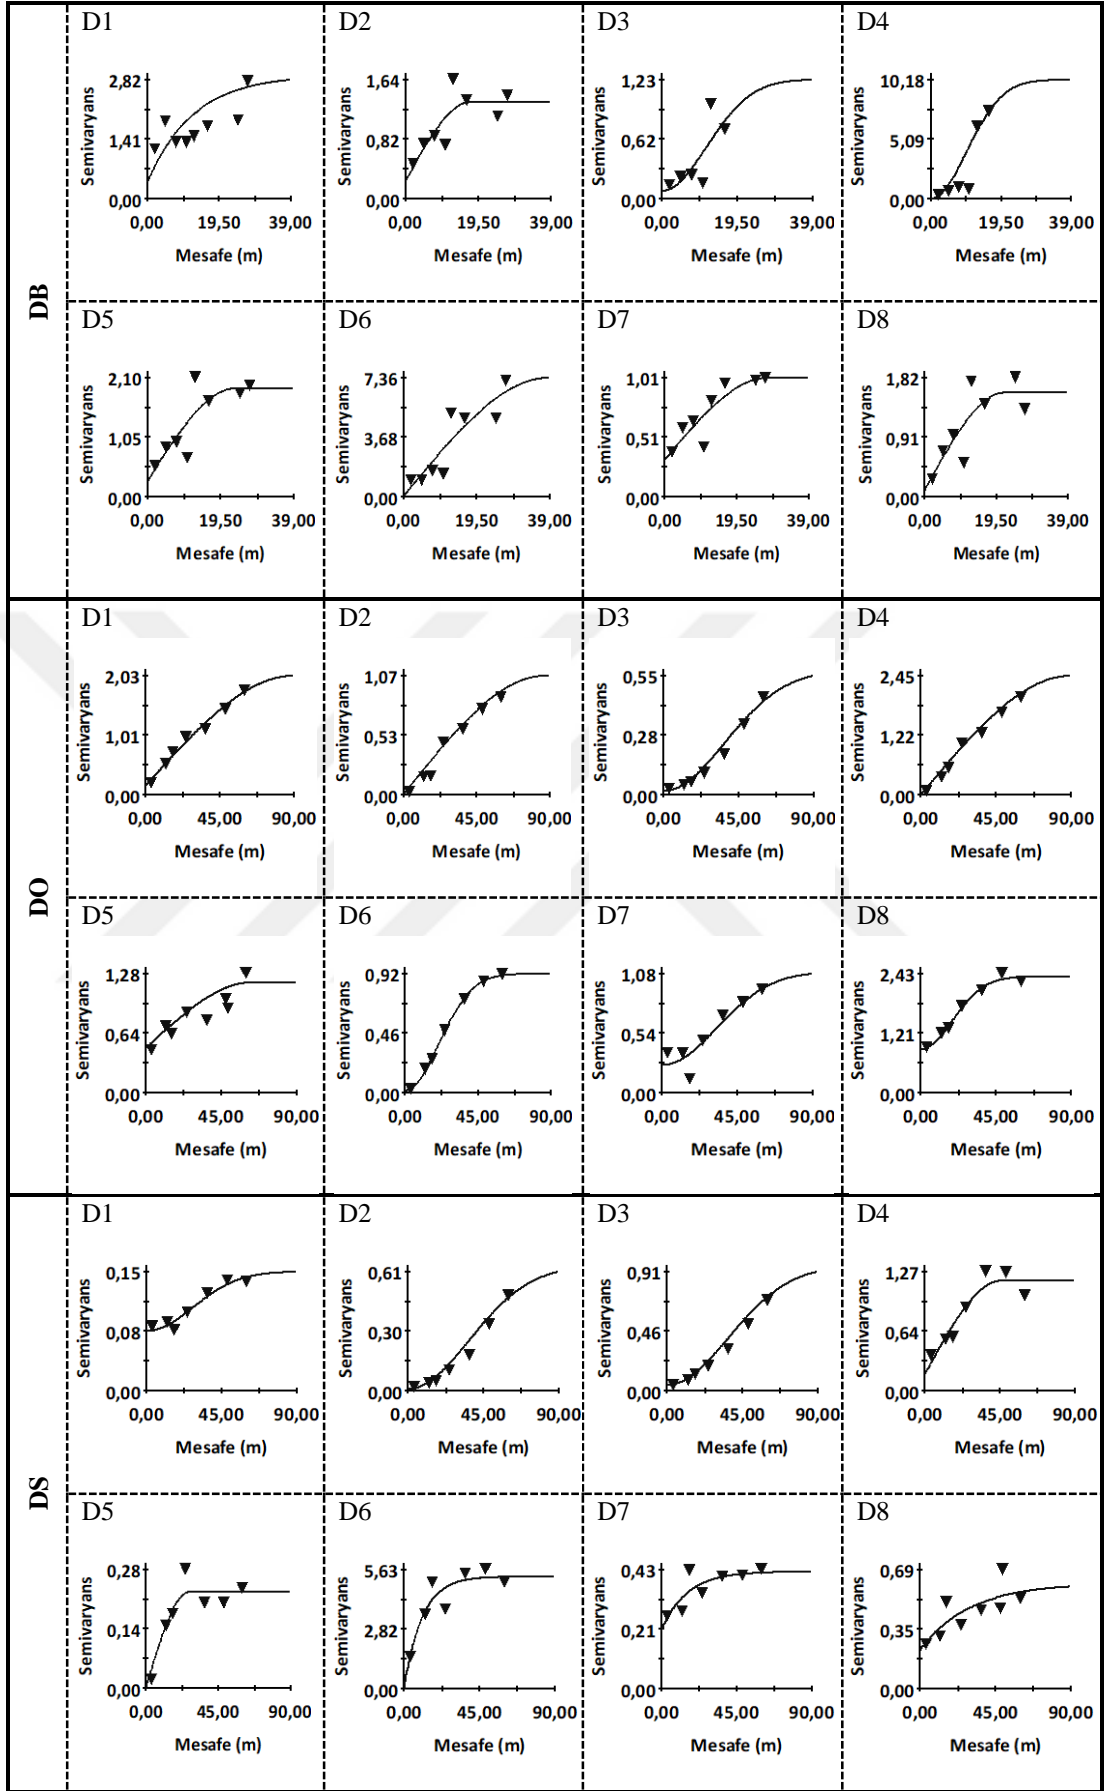 DB
D1
D2
D3
D4
Semivaryans
2,82
1,41
0,00
0,00 19,50 39,00
Mesafe (m)
Semivaryans
1,64
0,82
0,00
0,00 19,50 39,00
Mesafe (m)
Semivaryans
1,23
0,62
0,00
0,00 19,50 39,00
Mesafe (m)
Semivaryans
10,18
5,09
0,00
0,00 19,50 39,00
Mesafe (m)
D5
D6
D7
D8
Semivaryans
2,10
1,05
0,00
0,00 19,50 39,00
Mesafe (m)
Semivaryans
7,36
3,68
0,00
0,00 19,50 39,00
Mesafe (m)
Semivaryans
1,01
0,51
0,00
0,00 19,50 39,00
Mesafe (m)
Semivaryans
1,82
0,91
0,00
0,00 19,50 39,00
Mesafe (m)
DO
D1
D2
D3
D4
Semivaryans
2,03
1,01
0,00
0,00 45,00 90,00
Mesafe (m)
Semivaryans
1,07
0,53
0,00
0,00 45,00 90,00
Mesafe (m)
Semivaryans
0,55
0,28
0,00
0,00 45,00 90,00
Mesafe (m)
Semivaryans
2,45
1,22
0,00
0,00 45,00 90,00
Mesafe (m)
D5
D6
D7
D8
Semivaryans
1,28
0,64
0,00
0,00 45,00 90,00
Mesafe (m)
Semivaryans
0,92
0,46
0,00
0,00 45,00 90,00
Mesafe (m)
Semivaryans
1,08
0,54
0,00
0,00 45,00 90,00
Mesafe (m)
Semivaryans
2,43
1,21
0,00
0,00 45,00 90,00
Mesafe (m)
DS
D1
D2
D3
D4
Semivaryans
0,15
0,08
0,00
0,00 45,00 90,00
Mesafe (m)
Semivaryans
0,61
0,30
0,00
0,00 45,00 90,00
Mesafe (m)
Semivaryans
0,91
0,46
0,00
0,00 45,00 90,00
Mesafe (m)
Semivaryans
1,27
0,64
0,00
0,00 45,00 90,00
Mesafe (m)
D5
D6
D7
D8
Semivaryans
0,28
0,14
0,00
0,00 45,00 90,00
Mesafe (m)
Semivaryans
5,63
2,82
0,00
0,00 45,00 90,00
Mesafe (m)
Semivaryans
0,43
0,21
0,00
0,00 45,00 90,00
Mesafe (m)
Semivaryans
0,69
0,35
0,00
0,00 45,00 90,00
Mesafe (m)